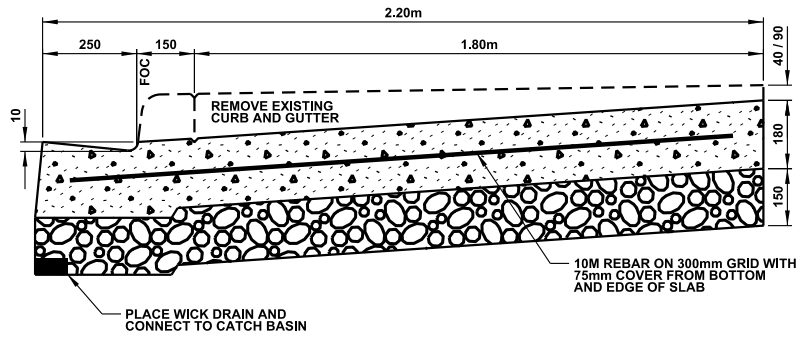 2.20m
250
150
1.80m
40 / 90
FOC
10
REMOVE EXISTING
CURB AND GUTTER
180
150
10M REBAR ON 300mm GRID WITH
75mm COVER FROM BOTTOM
AND EDGE OF SLAB
PLACE WICK DRAIN AND
CONNECT TO CATCH BASIN